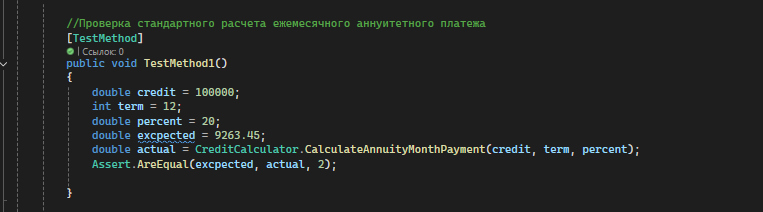 //Проверка стандартного расчета ежемесячного аннуитетного платежа
[TestMethod]
| Ссылок: 0
public void TestMethod1()
{
double credit = 100000;
int term = 12;
double percent = 20;
double excpected = 9263.45;
double actual = CreditCalculator.CalculateAnnuityMonthPayment(credit, term, percent);
Assert.AreEqual(excpected, actual, 2);
}